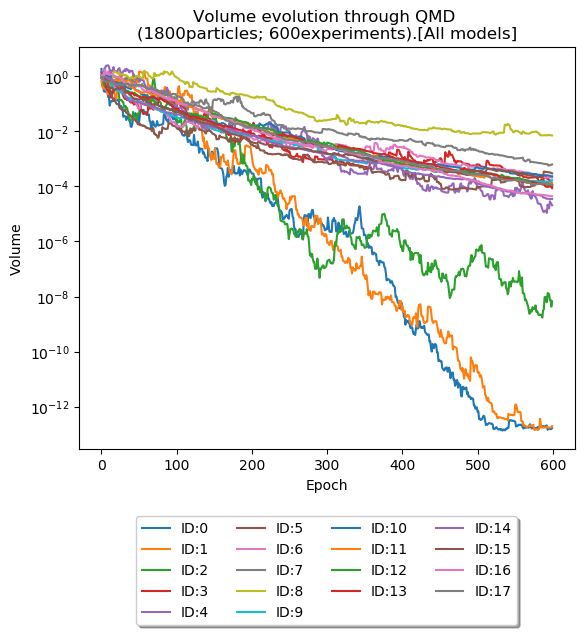 Volume evolution through QMD
(1800particles; 600experiments).[All models]
10^0
10^-2
10^-4
10^-6
10^-8
10^-10
10^-12
Volume
0 100 200 300 400 500 600
Epoch
ID:0 ID:5 ID:10 ID:14
ID:1 ID:6 ID:11 ID:15
ID:2 ID:7 ID:12 ID:16
ID:3 ID:8 ID:13 ID:17
ID:4 ID:9